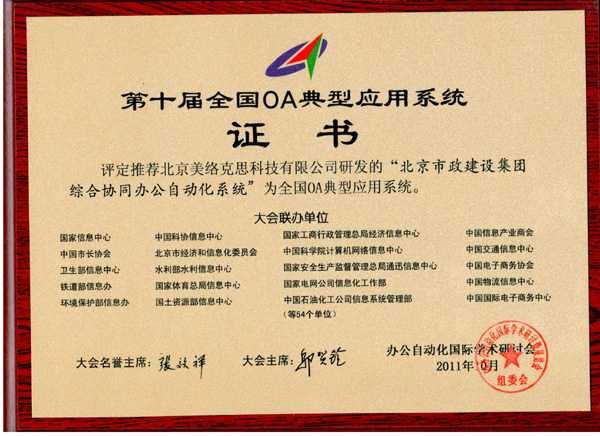 第十届全国OA典型应用系统
证 书
评定推荐北京美络克思科技有限公司研发的“北京市政建设集团
综合协同办公自动化系统”为全国OA典型应用系统。
大会联办单位
国家信息中心 中国科协信息中心 国家工商行政管理总局经济信息中心 中国信息产业商会
中国市长协会 北京市经济和信息化委员会 中国科学院计算机网络信息中心 中国交通信息中心
卫生部信息中心 水利部水利信息中心 国家安全生产监督管理总局通迅信息中心 中国电子商务协会
铁道部信息办 国家体育总局信息中心 国家电网公司信息化工作部 中国物流信息中心
环境保护部信息办 国土资源部信息中心 中国石油化工公司信息系统管理部 中国国际电子商务中心
(等54个单位)
大会名誉主席：张效祥 大会主席：
办公自动化国际学术研讨会
2011年10月
组委会